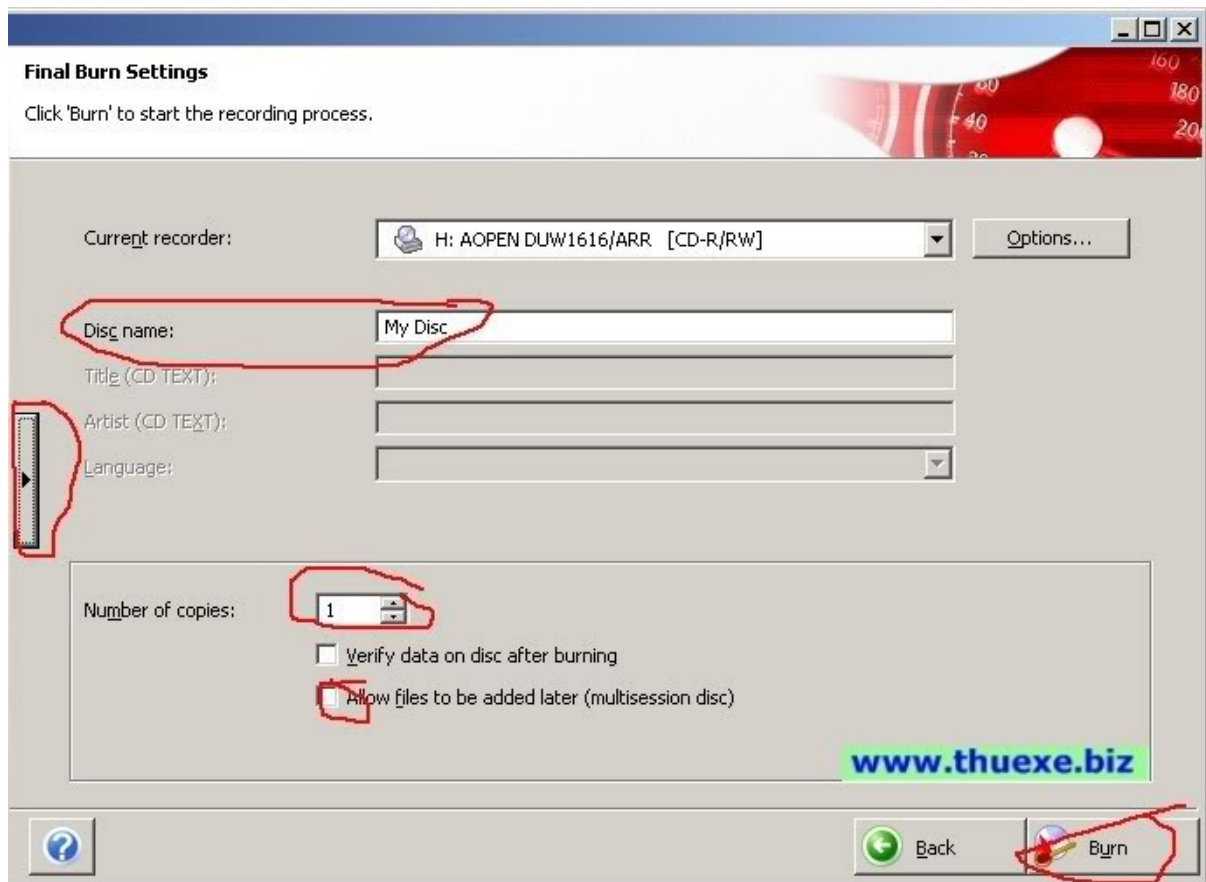 Final Burn Settings
Click 'Burn' to start the recording process.
160
180
200
40
Current recorder:
H: AOPEN DUW1616/ARR [CD-R/RW]
Options...
Disc name:
My Disc
Title (CD TEXT):
Artist (CD TEXT):
Language:
Number of copies:
1
Verify data on disc after burning
Allow files to be added later (multisession disc)
www.thuexe.biz
?
Back
Burn